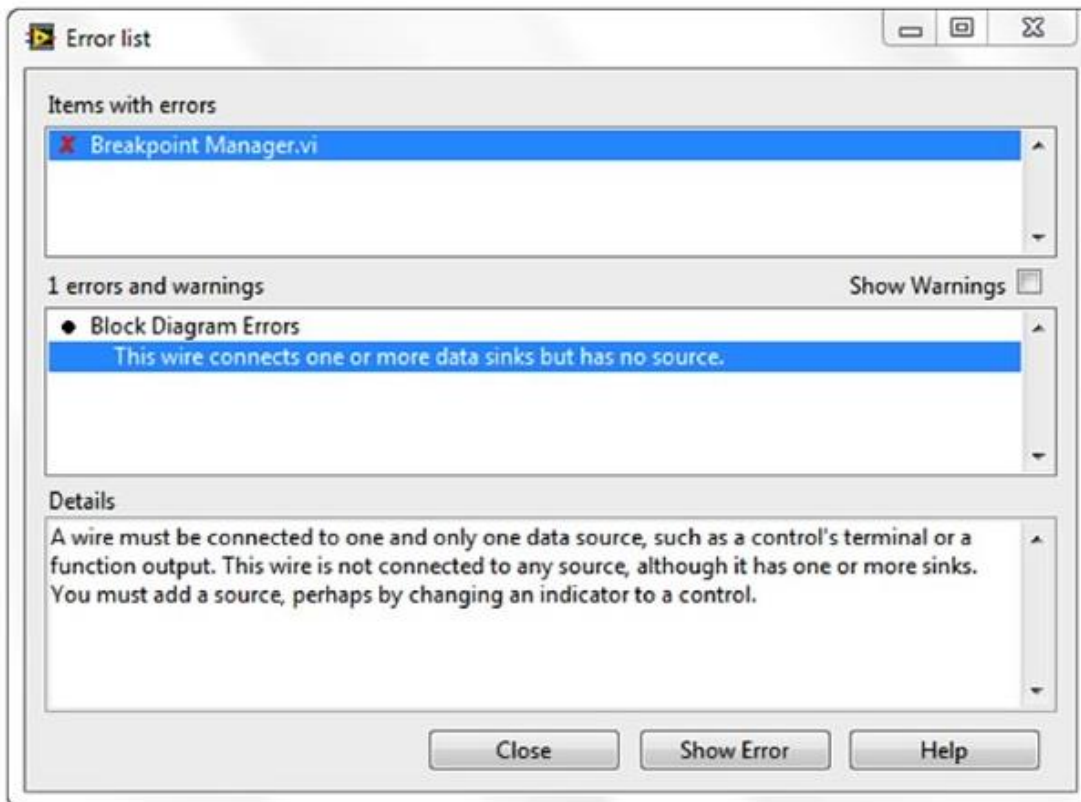 Error list
Items with errors
Breakpoint Manager.vi
1 errors and warnings
Show Warnings
Block Diagram Errors
This wire connects one or more data sinks but has no source.
Details
A wire must be connected to one and only one data source, such as a control's terminal or a
function output. This wire is not connected to any source, although it has one or more sinks.
You must add a source, perhaps by changing an indicator to a control.
Close
Show Error
Help